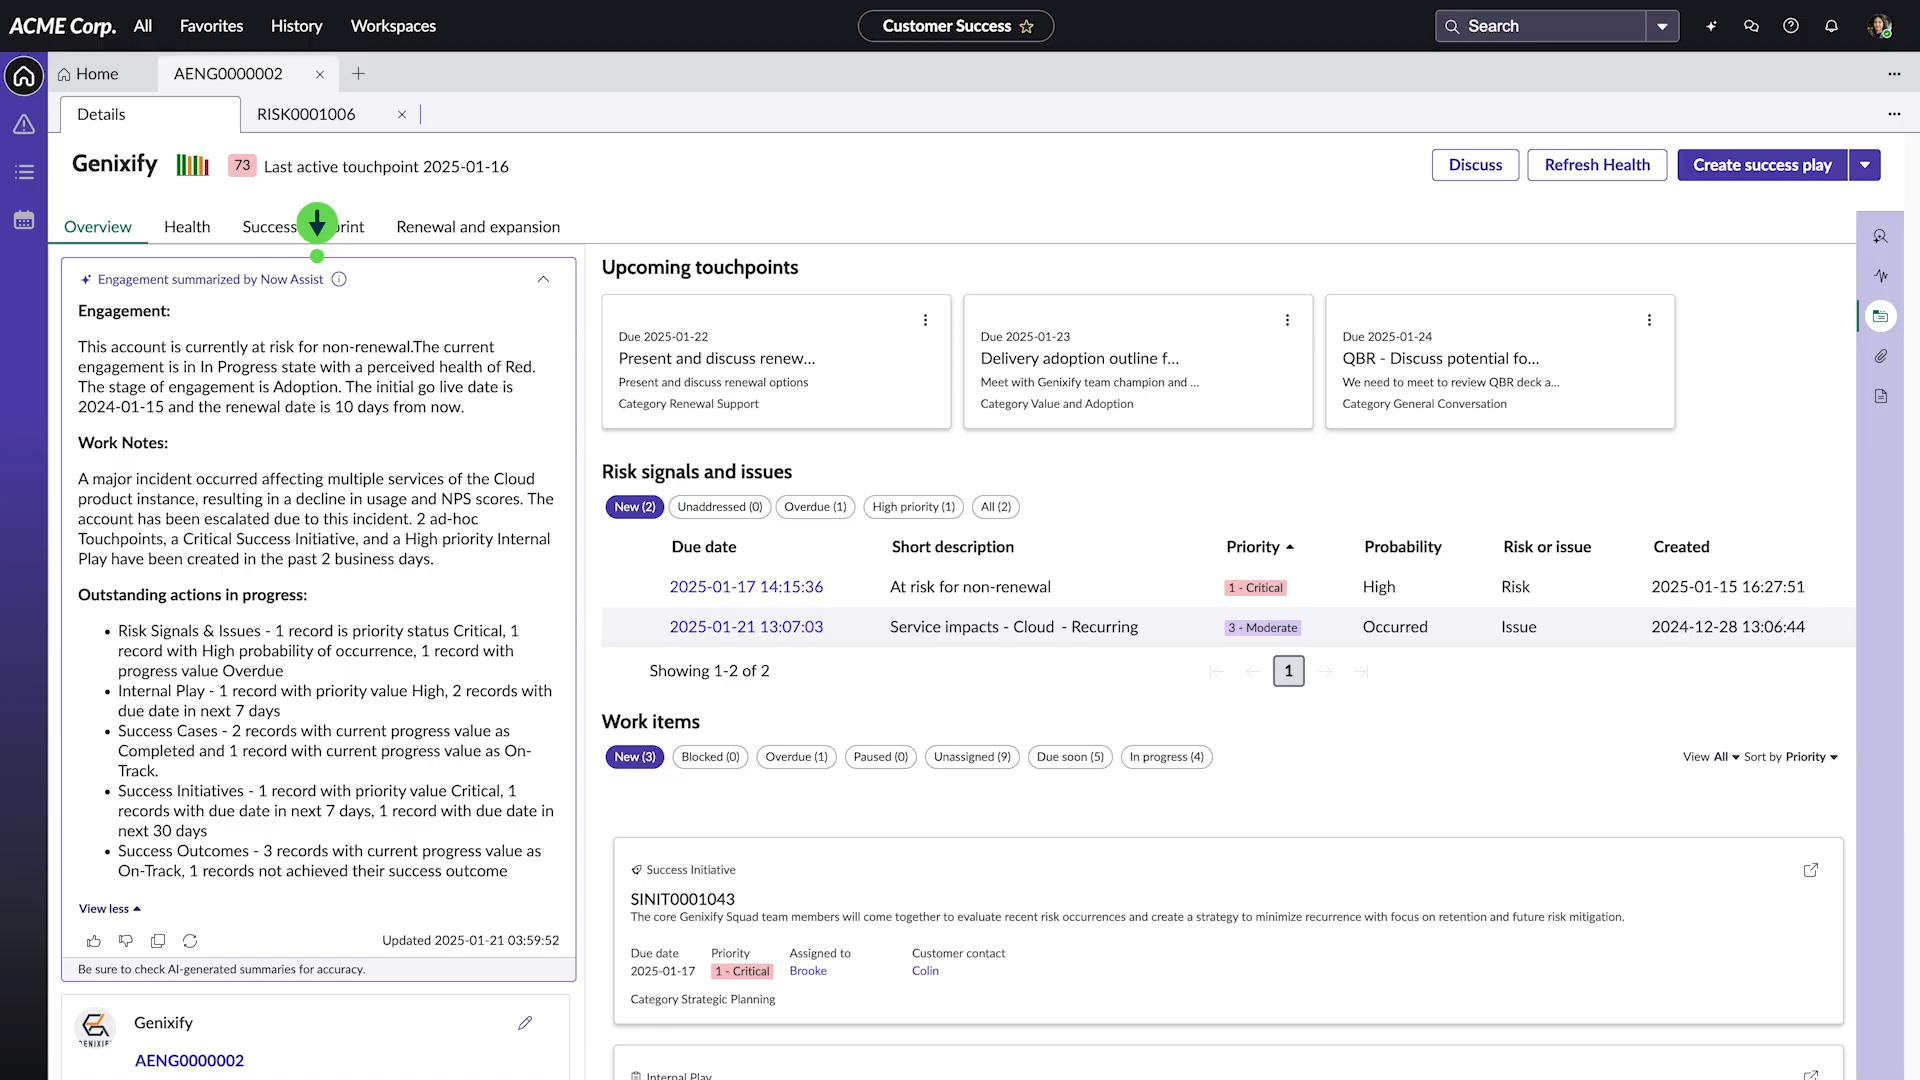 ACME Corp.
All
Favorites
History
Workspaces
Customer Success
Search
Home
AENG0000002
Details
RISK0001006
Genixify
73
Last active touchpoint 2025-01-16
Discuss
Refresh Health
Create success play
Overview
Health
Success
Renewal and expansion
Engagement summarized by Now Assist
Engagement:
This account is currently at risk for non-renewal.The current
engagement is in In Progress state with a perceived health of Red.
The stage of engagement is Adoption. The initial go live date is
2024-01-15 and the renewal date is 10 days from now.
Work Notes:
A major incident occurred affecting multiple services of the Cloud
product instance, resulting in a decline in usage and NPS scores. The
account has been escalated due to this incident. 2 ad-hoc
Touchpoints, a Critical Success Initiative, and a High priority Internal
Play have been created in the past 2 business days.
Outstanding actions in progress:
• Risk Signals & Issues - 1 record is priority status Critical, 1
record with High probability of occurrence, 1 record with
progress value Overdue
• Internal Play - 1 record with priority value High, 2 records with
due date in next 7 days
• Success Cases - 2 records with current progress value as
Completed and 1 record with current progress value as On-
Track.
• Success Initiatives - 1 record with priority value Critical, 1
records with due date in next 7 days, 1 record with due date in
next 30 days
• Success Outcomes - 3 records with current progress value as
On-Track, 1 records not achieved their success outcome
View less
Updated 2025-01-21 03:59:52
Be sure to check AI-generated summaries for accuracy.
GENIXIFY
Genixify
AENG0000002
Upcoming touchpoints
Due 2025-01-22
Present and discuss renew...
Present and discuss renewal options
Category Renewal Support
Due 2025-01-23
Delivery adoption outline f...
Meet with Genixify team champion and ...
Category Value and Adoption
Due 2025-01-24
QBR - Discuss potential fo...
We need to meet to review QBR deck a...
Category General Conversation
Risk signals and issues
New (2)
Unaddressed (0)
Overdue (1)
High priority (1)
All (2)
Due date Short description Priority Probability Risk or issue Created
2025-01-17 14:15:36 At risk for non-renewal 1 - Critical High Risk 2025-01-15 16:27:51
2025-01-21 13:07:03 Service impacts - Cloud - Recurring 3 - Moderate Occurred Issue 2024-12-28 13:06:44
Showing 1-2 of 2
1
Work items
New (3)
Blocked (0)
Overdue (1)
Paused (0)
Unassigned (9)
Due soon (5)
In progress (4)
View All Sort by Priority
Success Initiative
SINIT0001043
The core Genixify Squad team members will come together to evaluate recent risk occurrences and create a strategy to minimize recurrence with focus on retention and future risk mitigation.
Due date Priority Assigned to Customer contact
2025-01-17 1 - Critical Brooke Colin
Category Strategic Planning
Internal Play